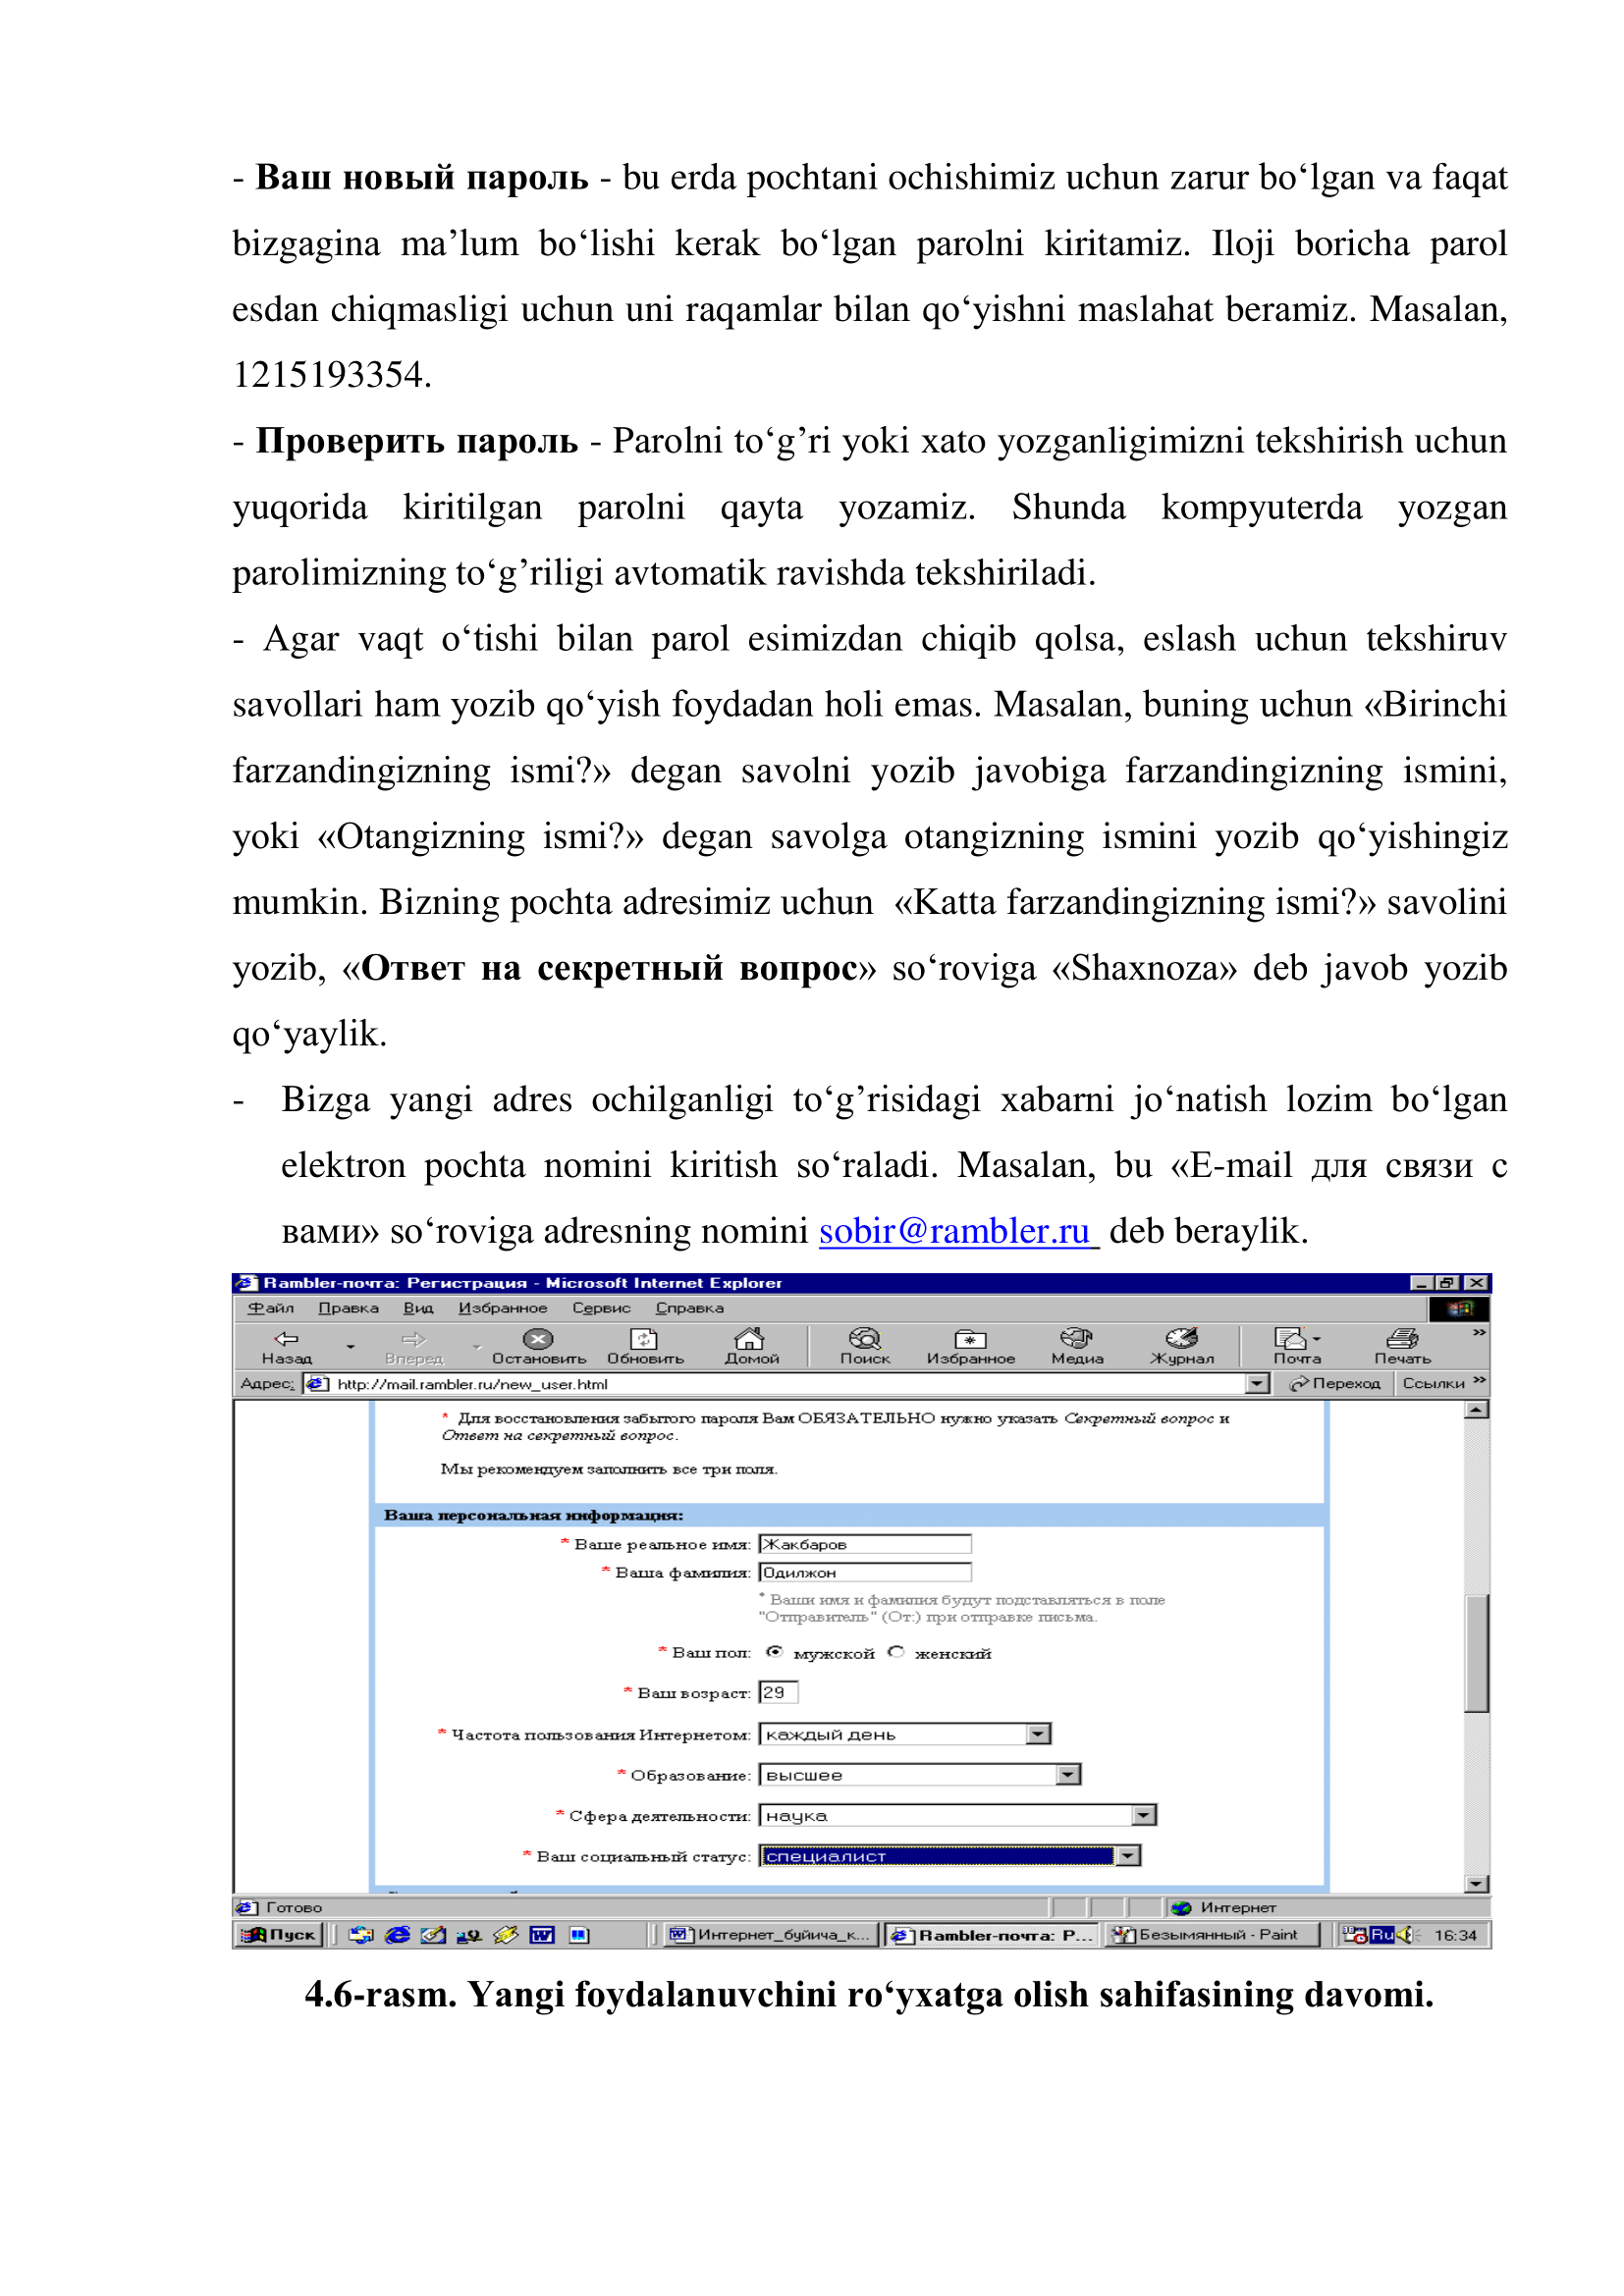 - Ваш новый пароль - bu erda pochtani ochishimiz uchun zarur bo‘lgan va faqat
bizgagina ma’lum bo‘lishi kerak bo‘lgan parolni kiritamiz. Iloji boricha parol
esdan chiqmasligi uchun uni raqamlar bilan qo‘yishni maslahat beramiz. Masalan,
1215193354.
- Проверить пароль - Parolni to‘g’ri yoki xato yozganligimizni tekshirish uchun
yuqorida kiritilgan parolni qayta yozamiz. Shunda kompyuterda yozgan
parolimizning to‘g’riligi avtomatik ravishda tekshiriladi.
- Agar vaqt o‘tishi bilan parol esimizdan chiqib qolsa, eslash uchun tekshiruv
savollari ham yozib qo‘yish foydadan holi emas. Masalan, buning uchun «Birinchi
farzandingizning ismi?» degan savolni yozib javobiga farzandingizning ismini,
yoki «Otangizning ismi?» degan savolga otangizning ismini yozib qo‘yishingiz
mumkin. Bizning pochta adresimiz uchun «Katta farzandingizning ismi?» savolini
yozib, «Ответ на секретный вопрос» so‘roviga «Shaxnoza» deb javob yozib
qo‘yaylik.
- Bizga yangi adres ochilganligi to‘g’risidagi xabarni jo‘natish lozim bo‘lgan
elektron pochta nomini kiritish so‘raladi. Masalan, bu «E-mail для связи с
вами» so‘roviga adresning nomini sobir@rambler.ru deb beraylik.
Rambler-почта: Регистрация - Microsoft Internet Explorer
Файл Правка Вид Избранное Сервис Справка
Назад Вперед Остановить Обновить Домой Поиск Избранное Медиа Журнал Почта Печать »
Адрес: http://mail.rambler.ru/new_user.html Переход Ссылки »
* Для восстановления забытого пароля Вам ОБЯЗАТЕЛЬНО нужно указать Секретный вопрос и
Ответ на секретный вопрос.
Мы рекомендуем заполнить все три поля.
Ваша персональная информация:
* Ваше реальное имя: Жакбаров
* Ваша фамилия: Одилжон
* Ваши имя и фамилия будут подставляться в поле
"Отправитель" (От:) при отправке письма.
* Ваш пол: мужской женский
* Ваш возраст: 29
* Частота пользования Интернетом: каждый день
* Образование: высшее
* Сфера деятельности: наука
* Ваш социальный статус: специалист
Готово Интернет
Пуск Интернет_буйича_к... Rambler-почта: Р... Безымянный - Paint Ru 16:34
4.6-rasm. Yangi foydalanuvchini ro‘yxatga olish sahifasining davomi.